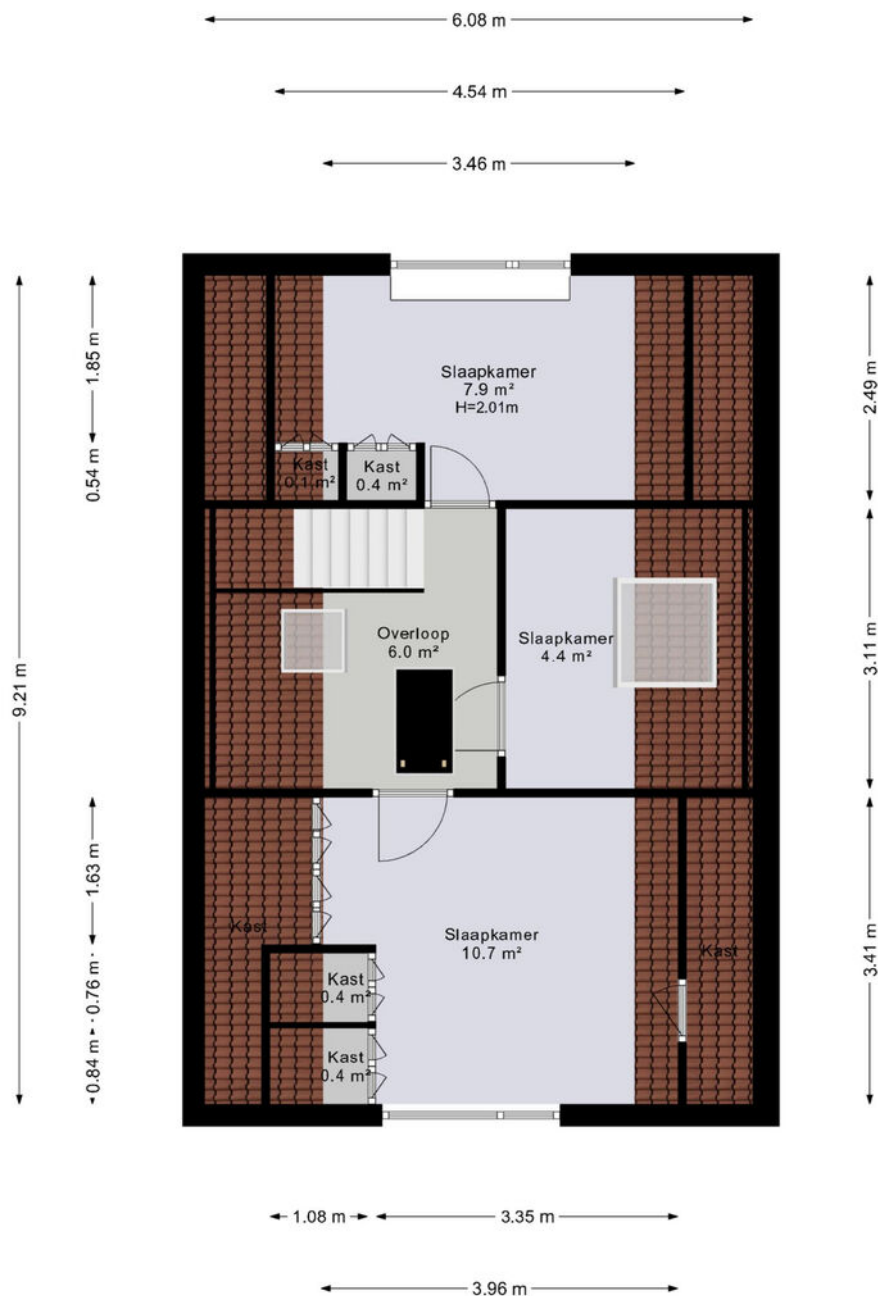 6.08 m
4.54 m
3.46 m
1.85 m
0.54 m
9.21 m
1.63 m
0.76 m
0.84 m
2.49 m
3.11 m
3.41 m
Slaapkamer
7.9 m²
H=2.01m
Kast
0.1 m²
Kast
0.4 m²
Overloop
6.0 m²
Slaapkamer
4.4 m²
Kast
Slaapkamer
10.7 m²
Kast
Kast
0.4 m²
Kast
0.4 m²
1.08 m
3.35 m
3.96 m